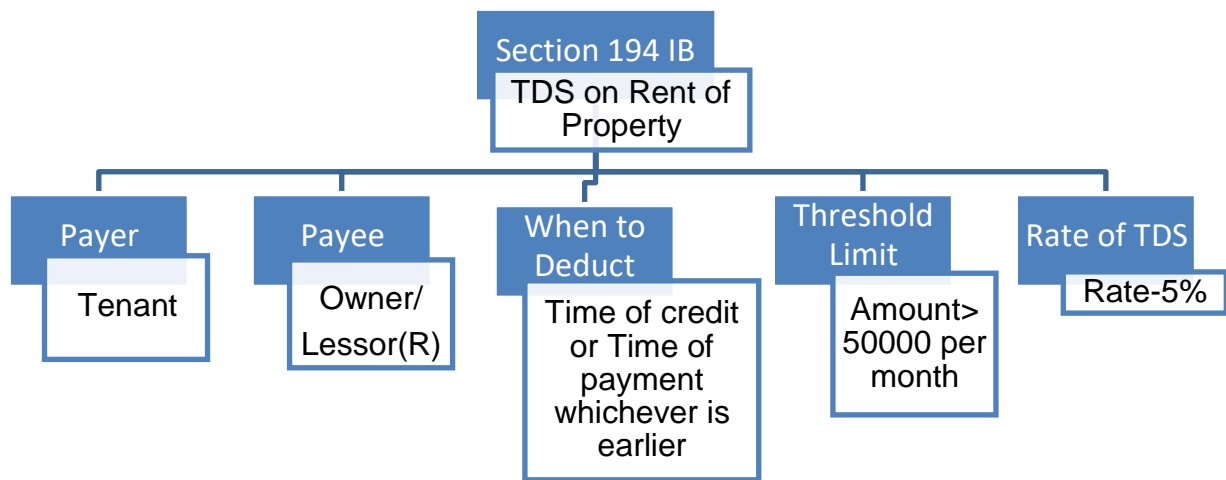 Section 194 IB
TDS on Rent of
Property
Payer
Tenant
Payee
Owner/
Lessor(R)
When to
Deduct
Time of credit
or Time of
payment
whichever is
earlier
Threshold
Limit
Amount>
50000 per
month
Rate of TDS
Rate-5%